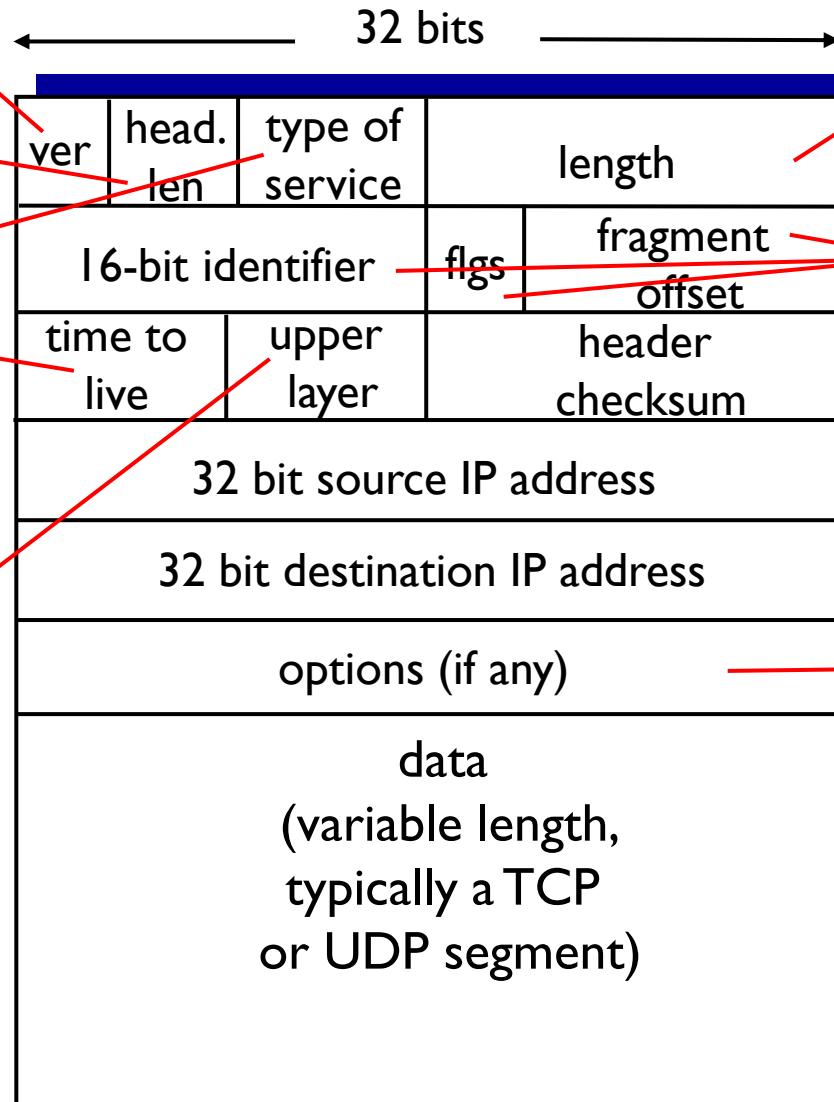 32 bits
ver
head.
len
type of
service
length
16-bit identifier
flgs
fragment
offset
time to
live
upper
layer
header
checksum
32 bit source IP address
32 bit destination IP address
options (if any)
data
(variable length,
typically a TCP
or UDP segment)